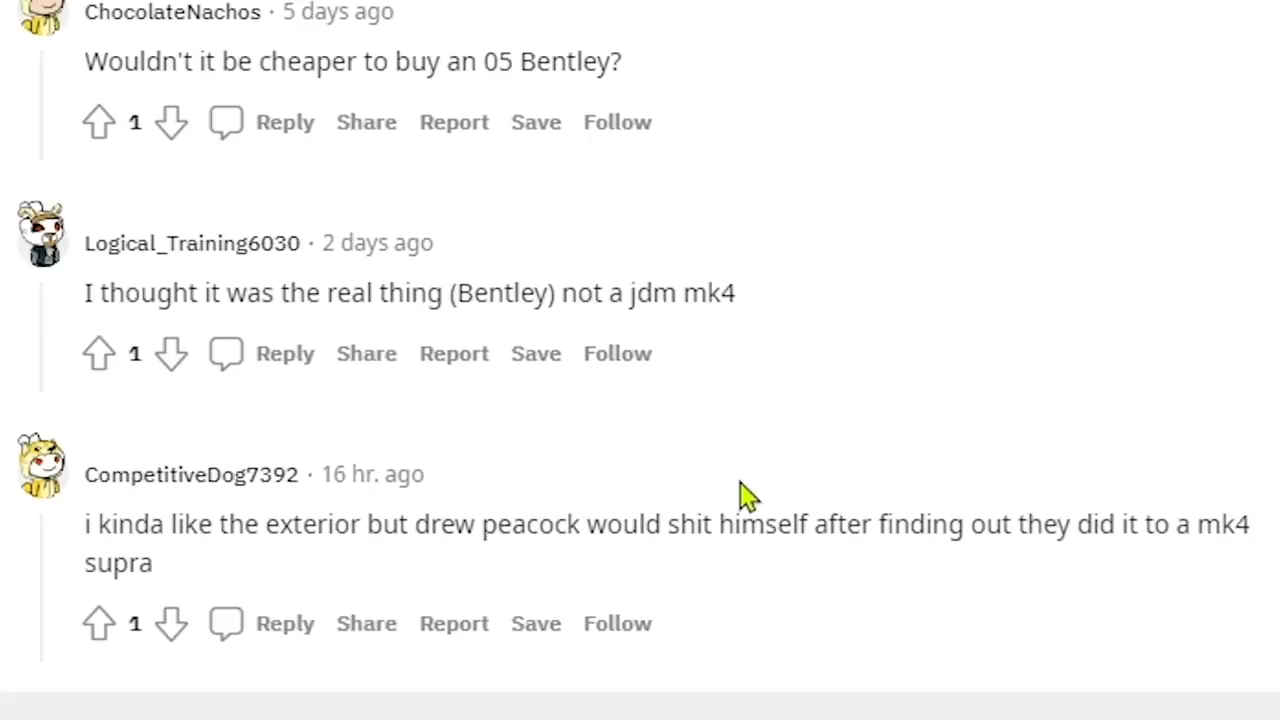 ChocolateNachos · 5 days ago
Wouldn't it be cheaper to buy an 05 Bentley?
1 Reply Share Report Save Follow
Logical_Training6030 · 2 days ago
I thought it was the real thing (Bentley) not a jdm mk4
1 Reply Share Report Save Follow
CompetitiveDog7392 · 16 hr. ago
i kinda like the exterior but drew peacock would shit himself after finding out they did it to a mk4
supra
1 Reply Share Report Save Follow